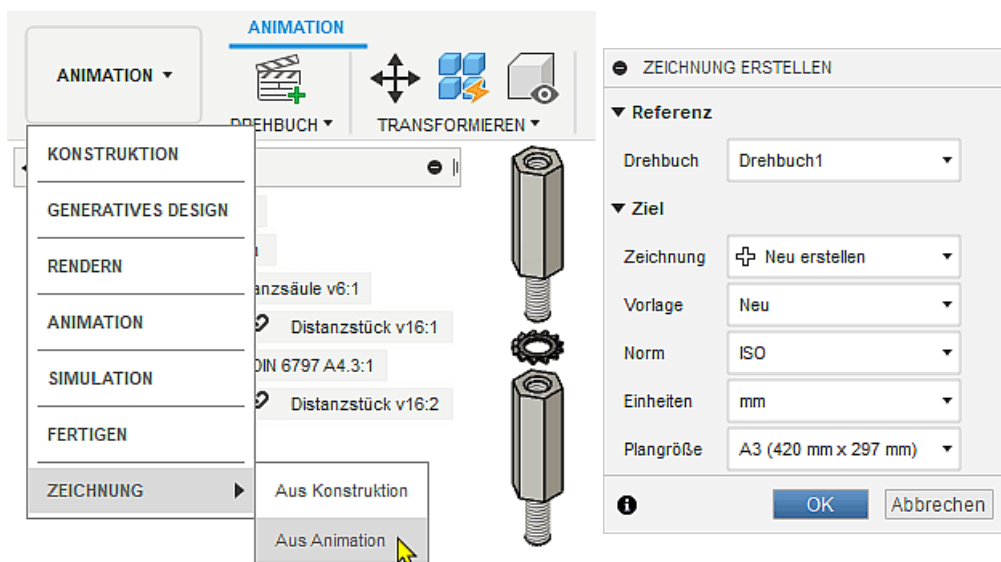 ANIMATION
ANIMATION
DREHBUCH
TRANSFORMIEREN
KONSTRUKTION
GENERATIVES DESIGN
RENDERN
ANIMATION
SIMULATION
FERTIGEN
ZEICHNUNG
Aus Konstruktion
Aus Animation
anzsäule v6:1
Distanzstück v16:1
DIN 6797 A4.3:1
Distanzstück v16:2
ZEICHNUNG ERSTELLEN
Referenz
Drehbuch Drehbuch1
Ziel
Zeichnung Neu erstellen
Vorlage Neu
Norm ISO
Einheiten mm
Plangröße A3 (420 mm x 297 mm)
OK Abbrechen